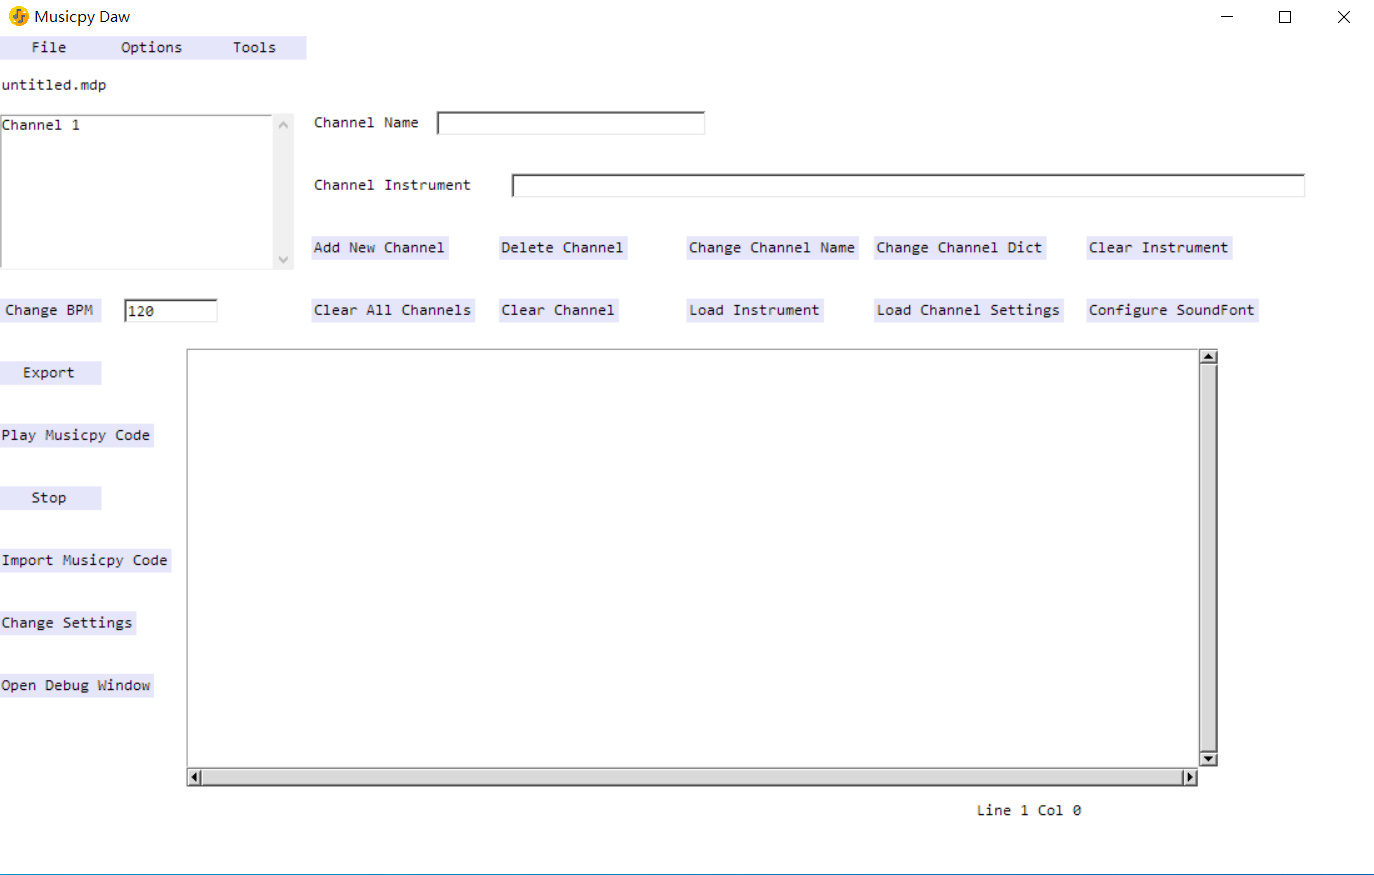 Musicpy Daw
File Options Tools
untitled.mdp
Channel 1
Channel Name
Channel Instrument
Add New Channel Delete Channel Change Channel Name Change Channel Dict Clear Instrument
Change BPM 120 Clear All Channels Clear Channel Load Instrument Load Channel Settings Configure SoundFont
Export
Play Musicpy Code
Stop
Import Musicpy Code
Change Settings
Open Debug Window
Line 1 Col 0